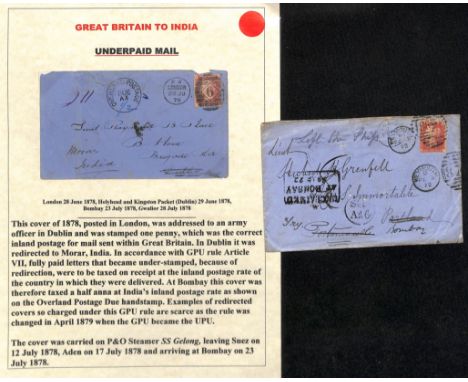 GREAT BRITAIN TO INDIA
UNDERPAID MAIL
London 28 June 1878, Holyhead and Kingston Packet (Dublin) 29 June 1878,
Bombay 23 July 1878, Gwalior 28 July 1878
This cover of 1878, posted in London, was addressed to an army
officer in Dublin and was stamped one penny, which was the correct
inland postage for mail sent within Great Britain. In Dublin it was
redirected to Morar, India. In accordance with GPU rule Article
VII, fully paid letters that became under-stamped, because of
redirection, were to be taxed on receipt at the inland postage rate of
the country in which they were delivered. At Bombay this cover was
therefore taxed a half anna at India's inland postage rate as shown
on the Overland Postage Due handstamp. Examples of redirected
covers so charged under this GPU rule are scarce as the rule was
changed in April 1879 when the GPU became the UPU.
The cover was carried on P&O Steamer SS Gelong, leaving Suez on
12 July 1878, Aden on 17 July 1878 and arriving at Bombay on 23
July 1878.
LONDON
Morar
India
Grenfell
Immortalité
Bombay